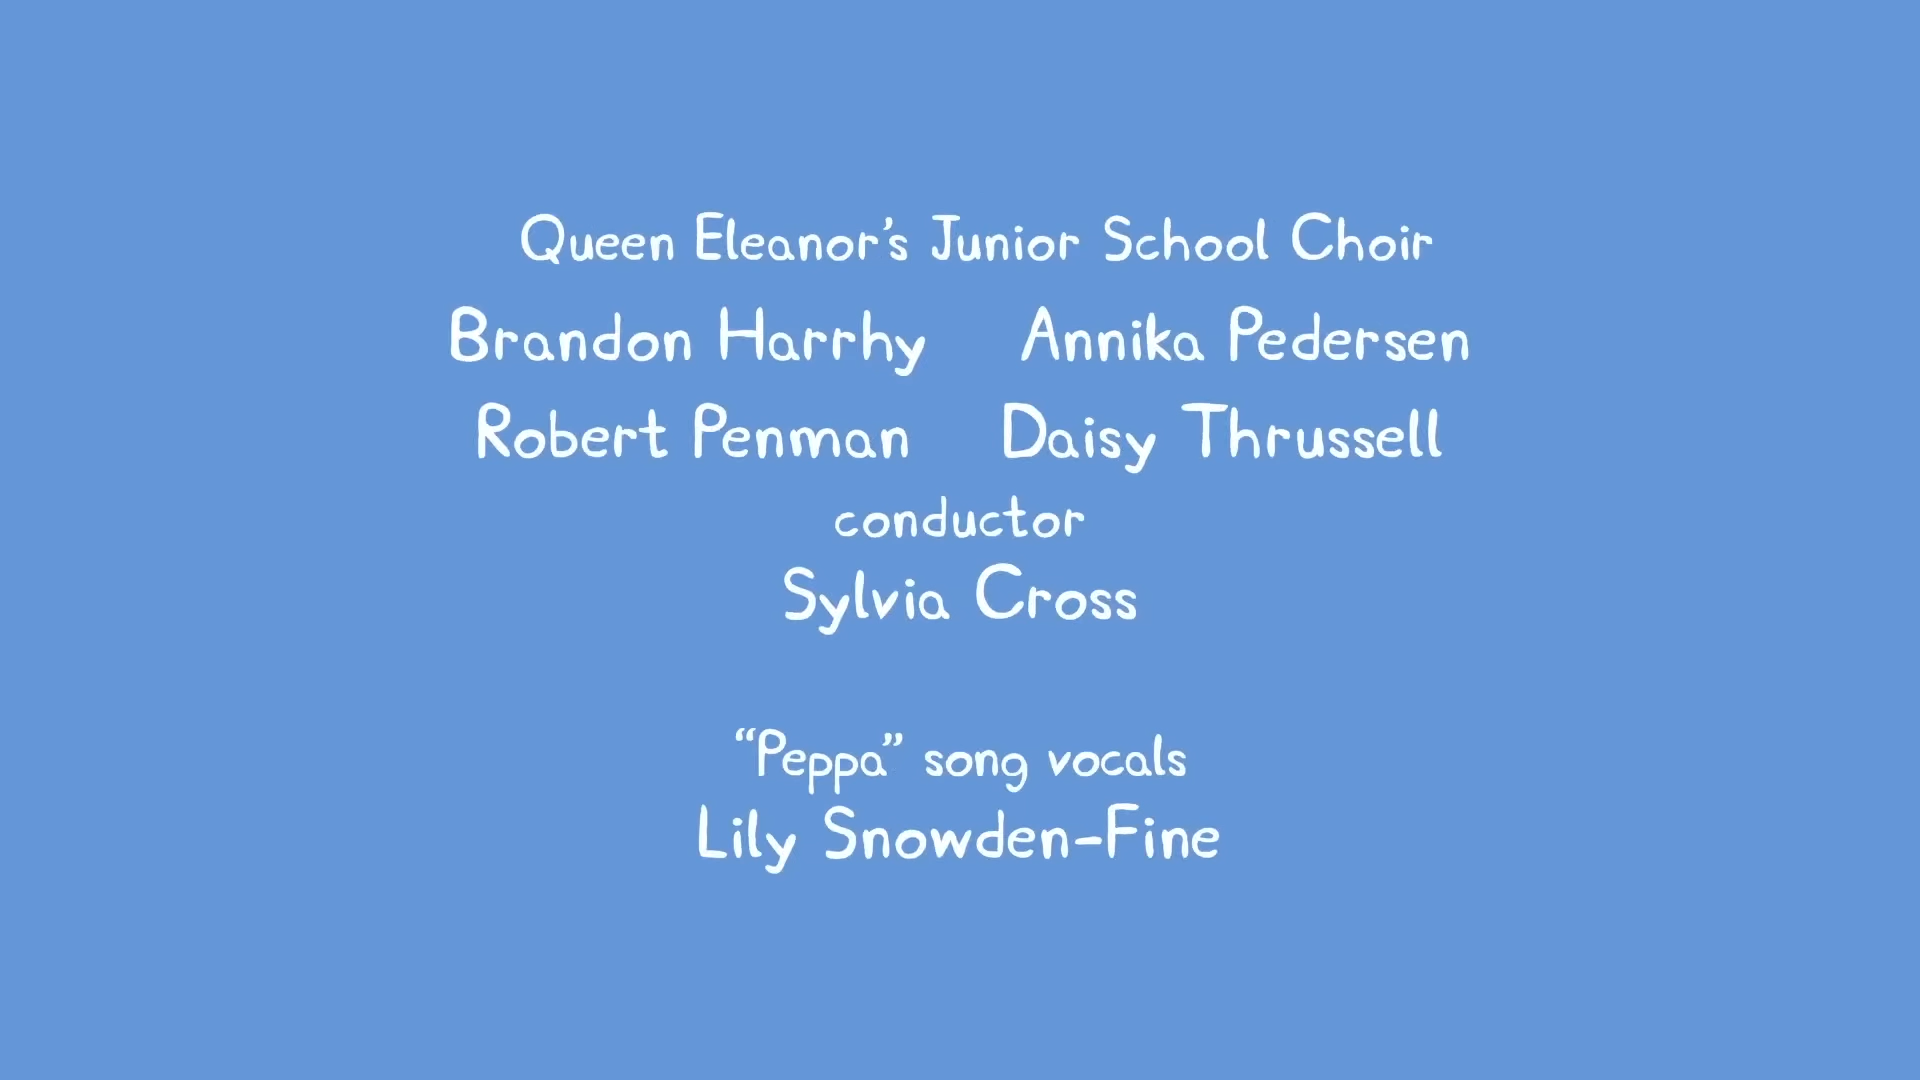 Queen Eleanor’s Junior School Choir
Brandon Harrhy Annika Pedersen
Robert Penman Daisy Thrussell
conductor
Sylvia Cross
“Peppa” song vocals
Lily Snowden-Fine